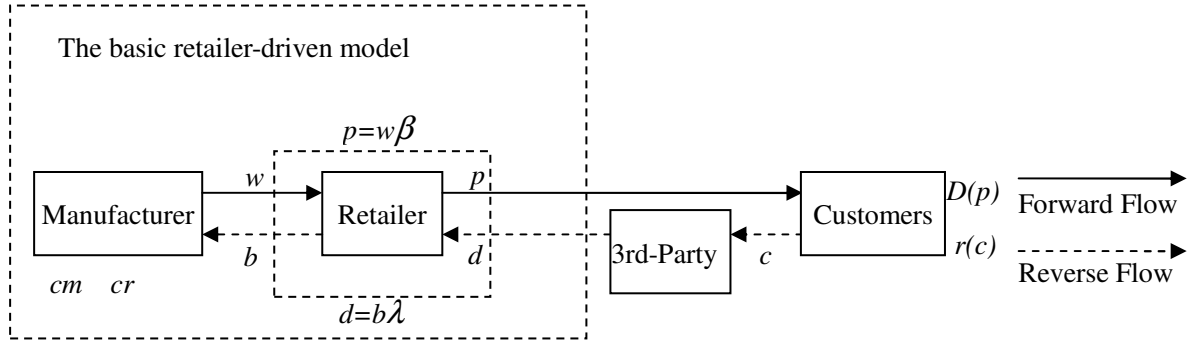 The basic retailer-driven model
p=wβ
w
p
Manufacturer
Retailer
Customers
D(p)
Forward Flow
b
d
3rd-Party
c
r(c)
Reverse Flow
cm cr
d=bλ